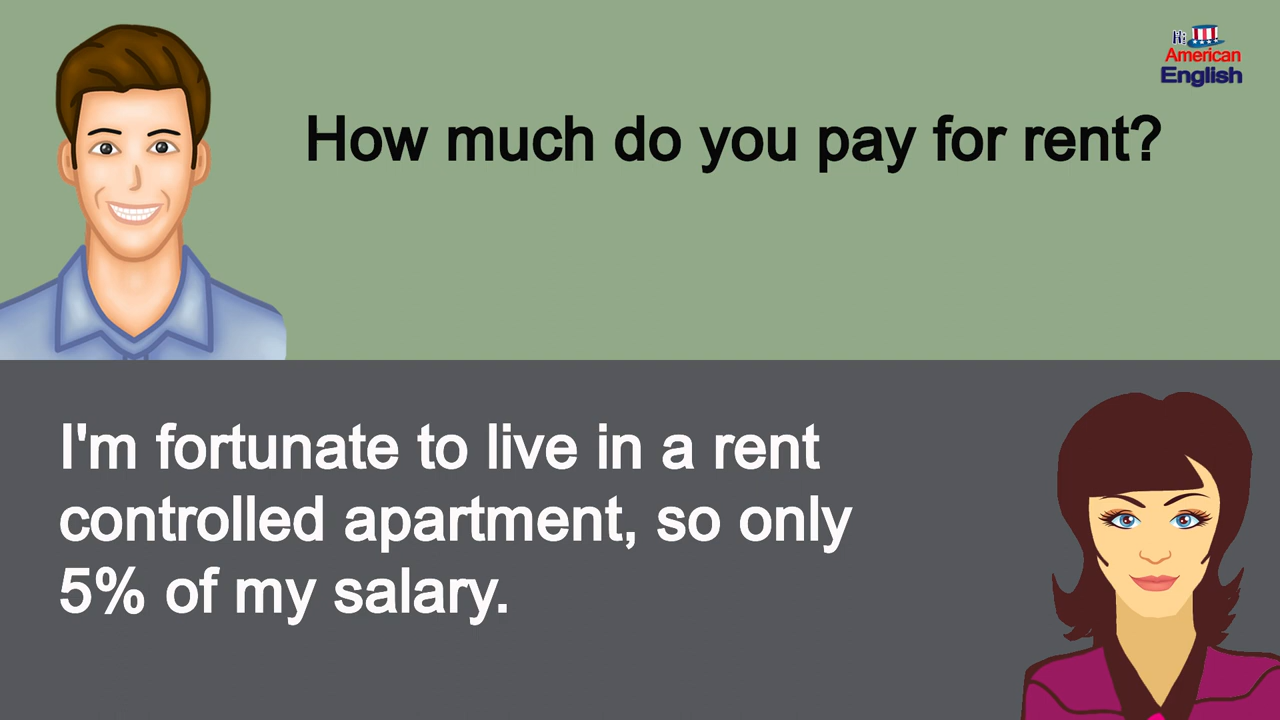 Hi
American
English
How much do you pay for rent?
I'm fortunate to live in a rent
controlled apartment, so only
5% of my salary.